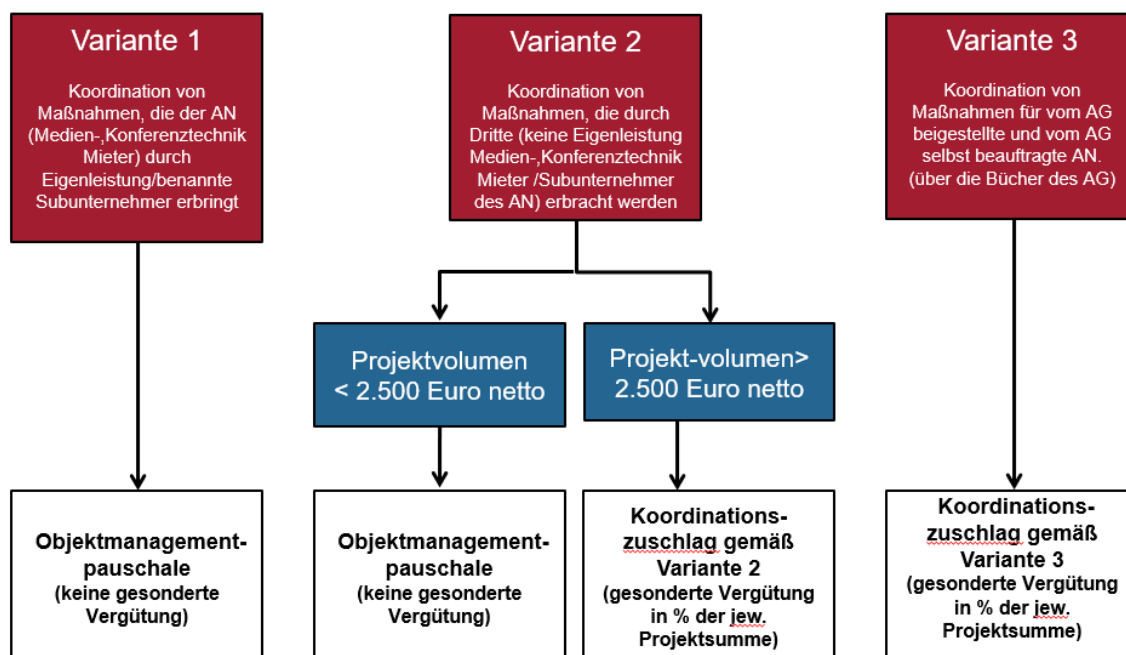 Variante 1
Koordination von
Maßnahmen, die der AN
(Medien-,Konferenztechnik
Mieter) durch
Eigenleistung/benannte
Subunternehmer erbringt
Variante 2
Koordination von
Maßnahmen, die durch
Dritte (keine Eigenleistung
Medien-,Konferenztechnik
Mieter /Subunternehmer
des AN) erbracht werden
Variante 3
Koordination von
Maßnahmen für vom AG
beigestellte und vom AG
selbst beauftragte AN.
(über die Bücher des AG)
Projektvolumen
< 2.500 Euro netto
Projekt-volumen>
2.500 Euro netto
Objektmanagement-
pauschale
(keine gesonderte
Vergütung)
Objektmanagement-
pauschale
(keine gesonderte
Vergütung)
Koordinations-
zuschlag gemäß
Variante 2
(gesonderte Vergütung
in % der jew.
Projektsumme)
Koordinations-
zuschlag gemäß
Variante 3
(gesonderte Vergütung
in % der jew.
Projektsumme)